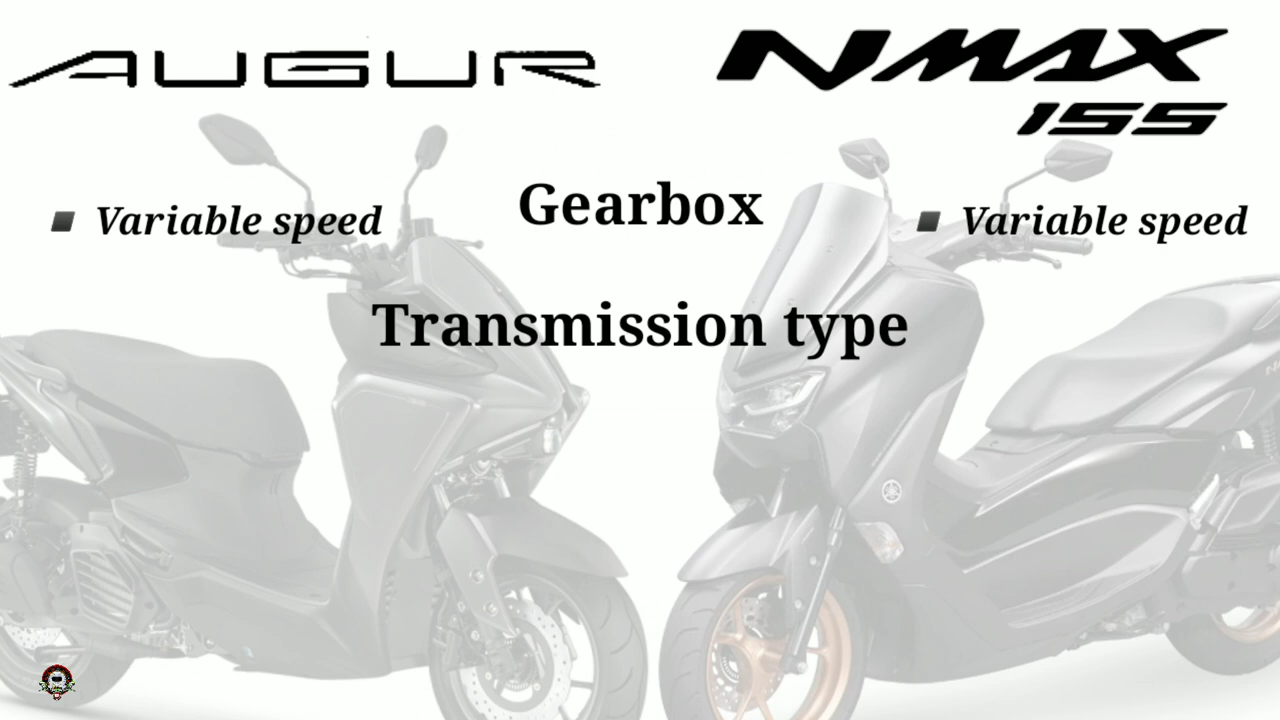 AUGUR
NMAX
155
Gearbox
▪ Variable speed
▪ Variable speed
Transmission type